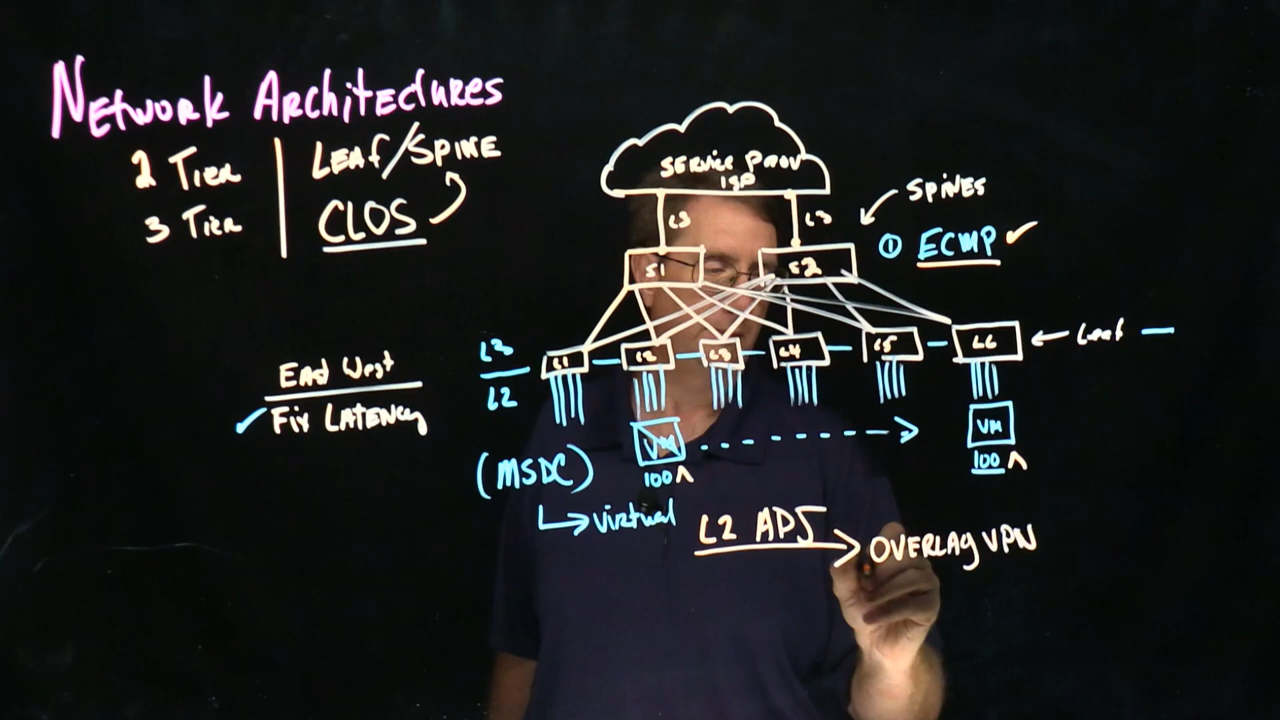 Network Architectures
2 Tier
3 Tier
Leaf/Spine
CLOS
Service Prov
ISP
L3
L3
Spines
① ECMP ✓
S1
S2
L1
L2
L3
L4
L5
L6
Leaf
L3
L2
East West
✓ Fix Latency
VM
100
VM
100
(MSDC)
virtual
L2 ADJ
OVERLAy VPN